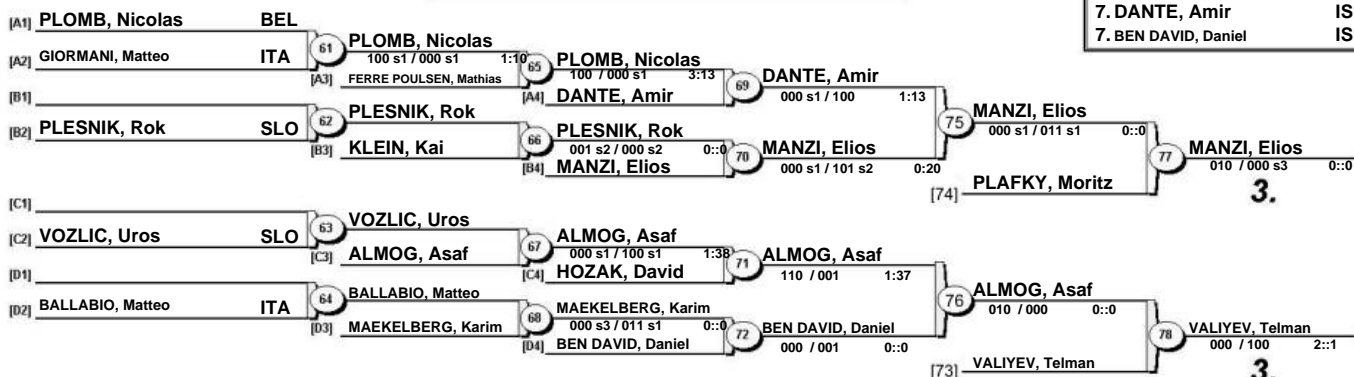 7. DANTE, Amir IS
7. BEN DAVID, Daniel IS
[A1] PLOMB, Nicolas BEL
[A2] GIORMANI, Matteo ITA
61 PLOMB, Nicolas
100 s1 / 000 s1 1:10
[A3] FERRE POULSEN, Mathias
65 PLOMB, Nicolas
100 / 000 s1 3:13
[A4] DANTE, Amir
69 DANTE, Amir
000 s1 / 100 1:13
[B1]
[B2] PLESNIK, Rok SLO
62 PLESNIK, Rok
[B3] KLEIN, Kai
66 PLESNIK, Rok
001 s2 / 000 s2 0::0
[B4] MANZI, Elios
70 MANZI, Elios
000 s1 / 101 s2 0:20
75 MANZI, Elios
000 s1 / 011 s1 0::0
[74] PLAFKY, Moritz
77 MANZI, Elios
010 / 000 s3 0::0
3.
[C1]
[C2] VOZLIC, Uros SLO
63 VOZLIC, Uros
[C3] ALMOG, Asaf
67 ALMOG, Asaf
000 s1 / 100 s1 1:38
[C4] HOZAK, David
71 ALMOG, Asaf
110 / 001 1:37
[D1]
[D2] BALLABIO, Matteo ITA
64 BALLABIO, Matteo
[D3] MAEKELBERG, Karim
68 MAEKELBERG, Karim
000 s3 / 011 s1 0::0
[D4] BEN DAVID, Daniel
72 BEN DAVID, Daniel
000 / 001 0::0
76 ALMOG, Asaf
010 / 000 0::0
[73] VALIYEV, Telman
78 VALIYEV, Telman
000 / 100 2::1
3.